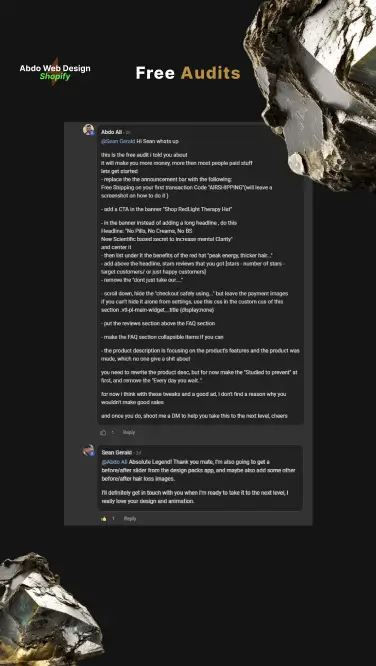 Abdo Web Design
Shopify
Free Audits
Abdo Ali · 3d
@Sean Gerald Hi Sean whats up
this is the free audit i told you about
it will make you more money, more then meet people paid stuff
lets get started
- replace the the announcement bar with the following:
Free Shipping on your first transaction Code "AIRSHIPPING"(will leave a
screenshot on how to do it )
- add a CTA in the banner "Shop RedLight Therapy Hat"
- in the banner instead of adding a long headline , do this
Headline: "No Pills, No Creams, No BS
New Scientific based secret to increase mental Clarity"
and center it
- then list under it the benefits of the red hat "peak energy, thicker hair..."
- add above the headline, stars reviews that you got [stars - number of stars -
target customers/ or just happy customers]
- remove the "dont just take our...."
- scroll down, hide the "checkout safely using..." but leave the payment images
if you can't hide it alone from settings, use this css in the custom css of this
section .vtl-pl-main-widget__title {display:none}
- put the reviews section above the FAQ section
- make the FAQ section collapsible items if you can
- the product description is focusing on the product's features and the product was
made, which no one give a shit about
you need to rewrite the product desc, but for now make the "Studied to prevent" at
first, and remove the "Every day you wait.."
for now i think with these tweaks and a good ad, i don't find a reason why you
wouldn't make good sales
and once you do, shoot me a DM to help you take this to the next level, cheers
1 Reply
Sean Gerald · 3d
@Abdo Ali Absolute Legend! Thank you mate, I'm also going to get a
before/after slider from the design packs app, and maybe also add some other
before/after hair loss images.
I'll definitely get in touch with you when I'm ready to take it to the next level, I
really love your design and animation.
1 Reply